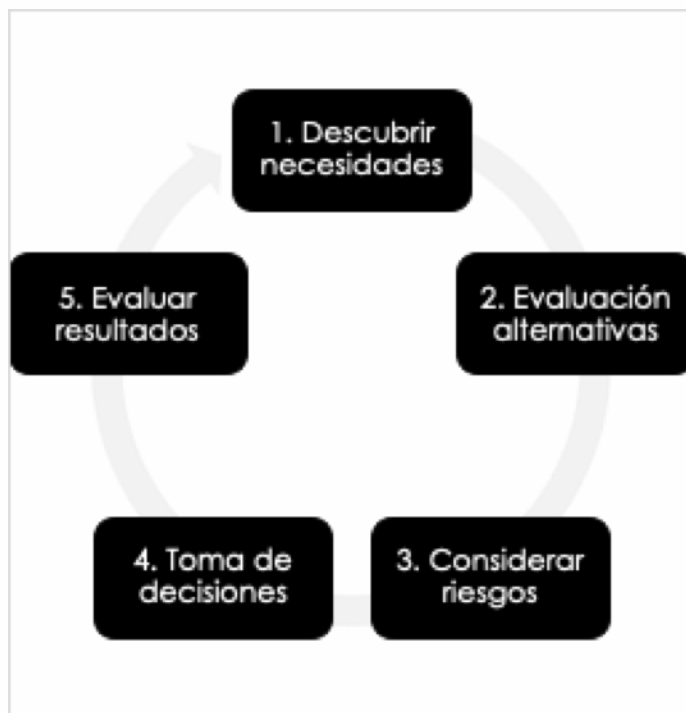 1. Descubrir
necesidades
2. Evaluación
alternativas
3. Considerar
riesgos
4. Toma de
decisiones
5. Evaluar
resultados